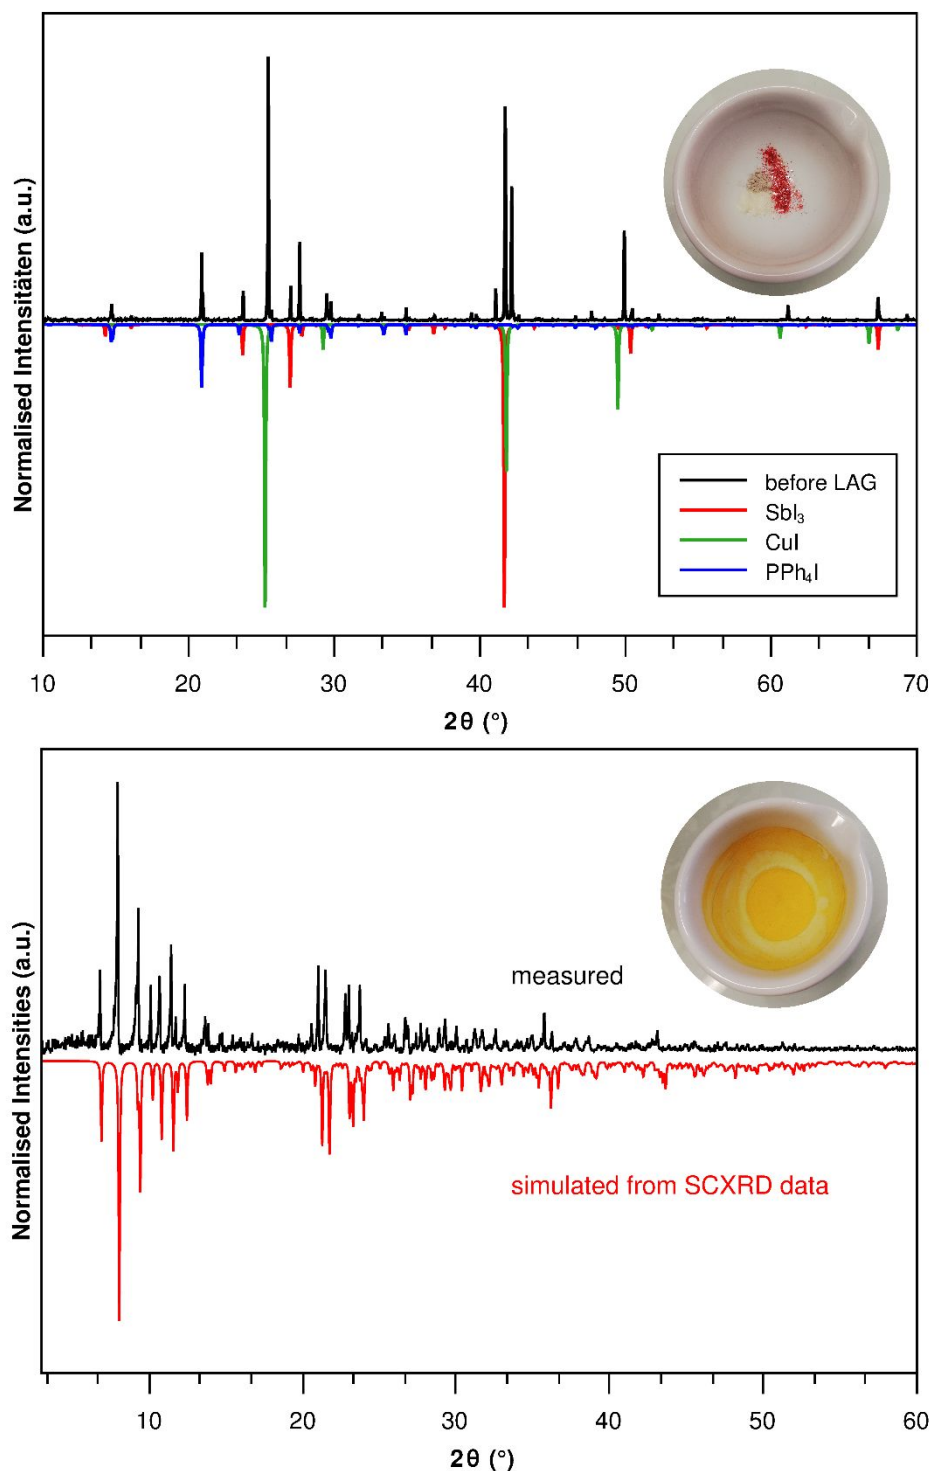 Normalised Intensitäten (a.u.)
before LAG
SbI₃
CuI
PPh₄I
10 20 30 40 50 60 70
2θ (°)
Normalised Intensities (a.u.)
measured
simulated from SCXRD data
10 20 30 40 50 60
2θ (°)